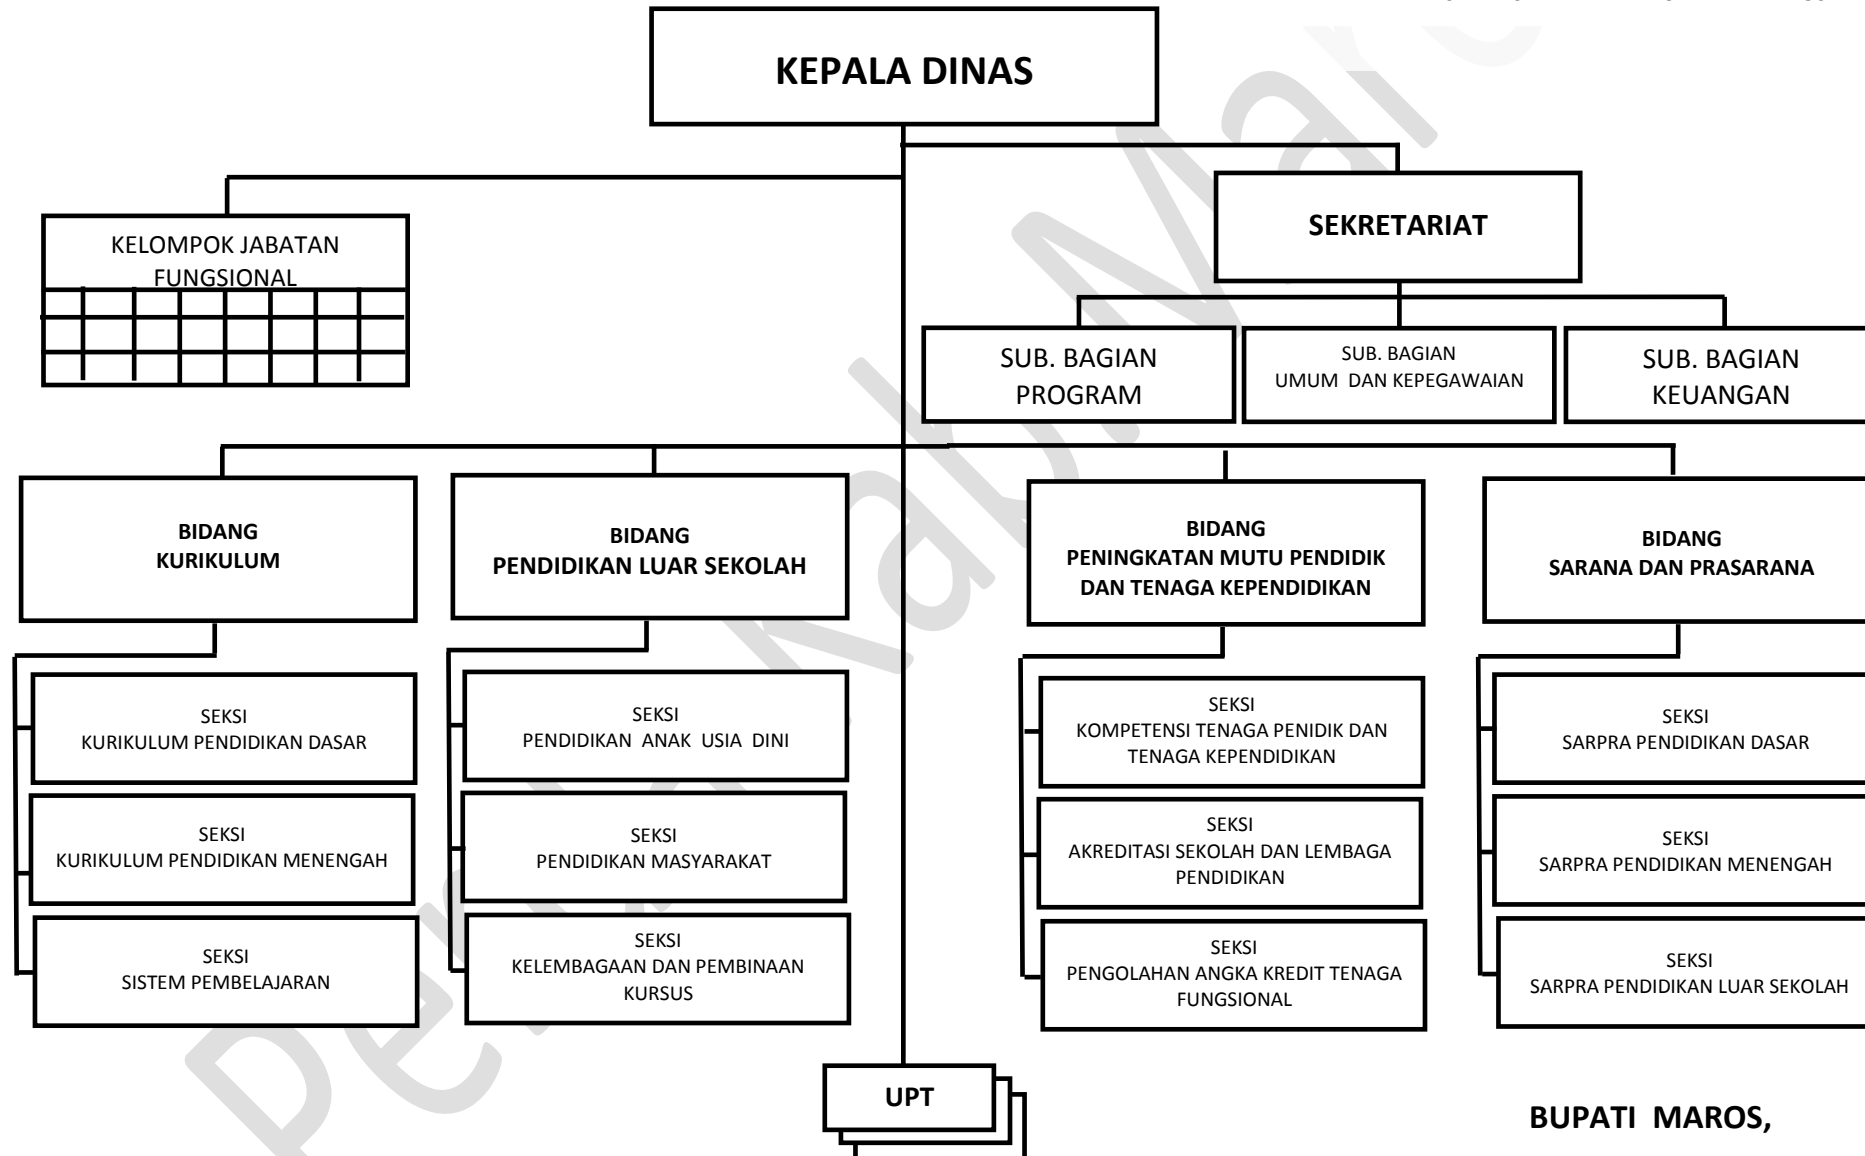 KEPALA DINAS
SEKRETARIAT
KELOMPOK JABATAN
FUNGSIONAL
SUB. BAGIAN
PROGRAM
SUB. BAGIAN
UMUM DAN KEPEGAWAIAN
SUB. BAGIAN
KEUANGAN
BIDANG
KURIKULUM
BIDANG
PENDIDIKAN LUAR SEKOLAH
BIDANG
PENINGKATAN MUTU PENDIDIK
DAN TENAGA KEPENDIDIKAN
BIDANG
SARANA DAN PRASARANA
SEKSI
KURIKULUM PENDIDIKAN DASAR
SEKSI
PENDIDIKAN ANAK USIA DINI
SEKSI
KOMPETENSI TENAGA PENIDIK DAN
TENAGA KEPENDIDIKAN
SEKSI
SARPRA PENDIDIKAN DASAR
SEKSI
KURIKULUM PENDIDIKAN MENENGAH
SEKSI
PENDIDIKAN MASYARAKAT
SEKSI
AKREDITASI SEKOLAH DAN LEMBAGA
PENDIDIKAN
SEKSI
SARPRA PENDIDIKAN MENENGAH
SEKSI
SISTEM PEMBELAJARAN
SEKSI
KELEMBAGAAN DAN PEMBINAAN
KURSUS
SEKSI
PENGOLAHAN ANGKA KREDIT TENAGA
FUNGSIONAL
SEKSI
SARPRA PENDIDIKAN LUAR SEKOLAH
UPT
BUPATI MAROS,